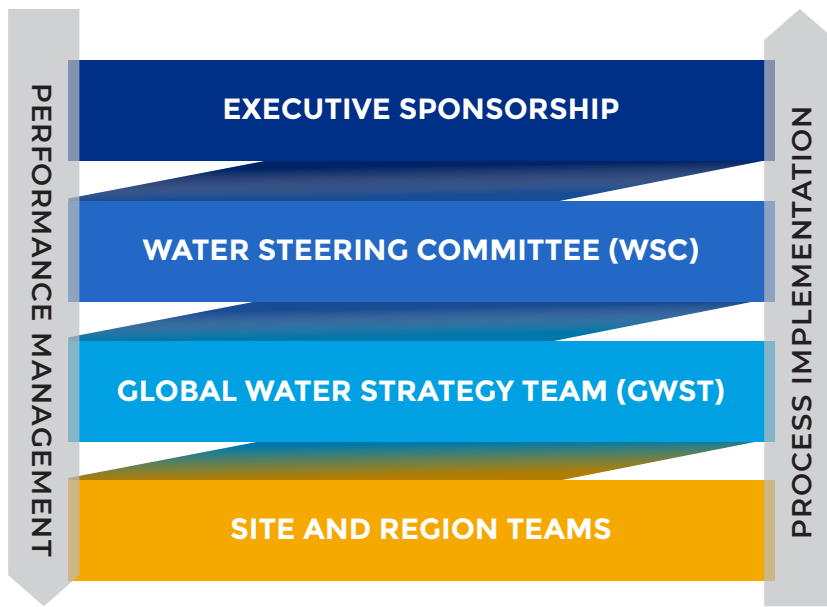 PERFORMANCE MANAGEMENT
EXECUTIVE SPONSORSHIP
WATER STEERING COMMITTEE (WSC)
GLOBAL WATER STRATEGY TEAM (GWST)
SITE AND REGION TEAMS
PROCESS IMPLEMENTATION